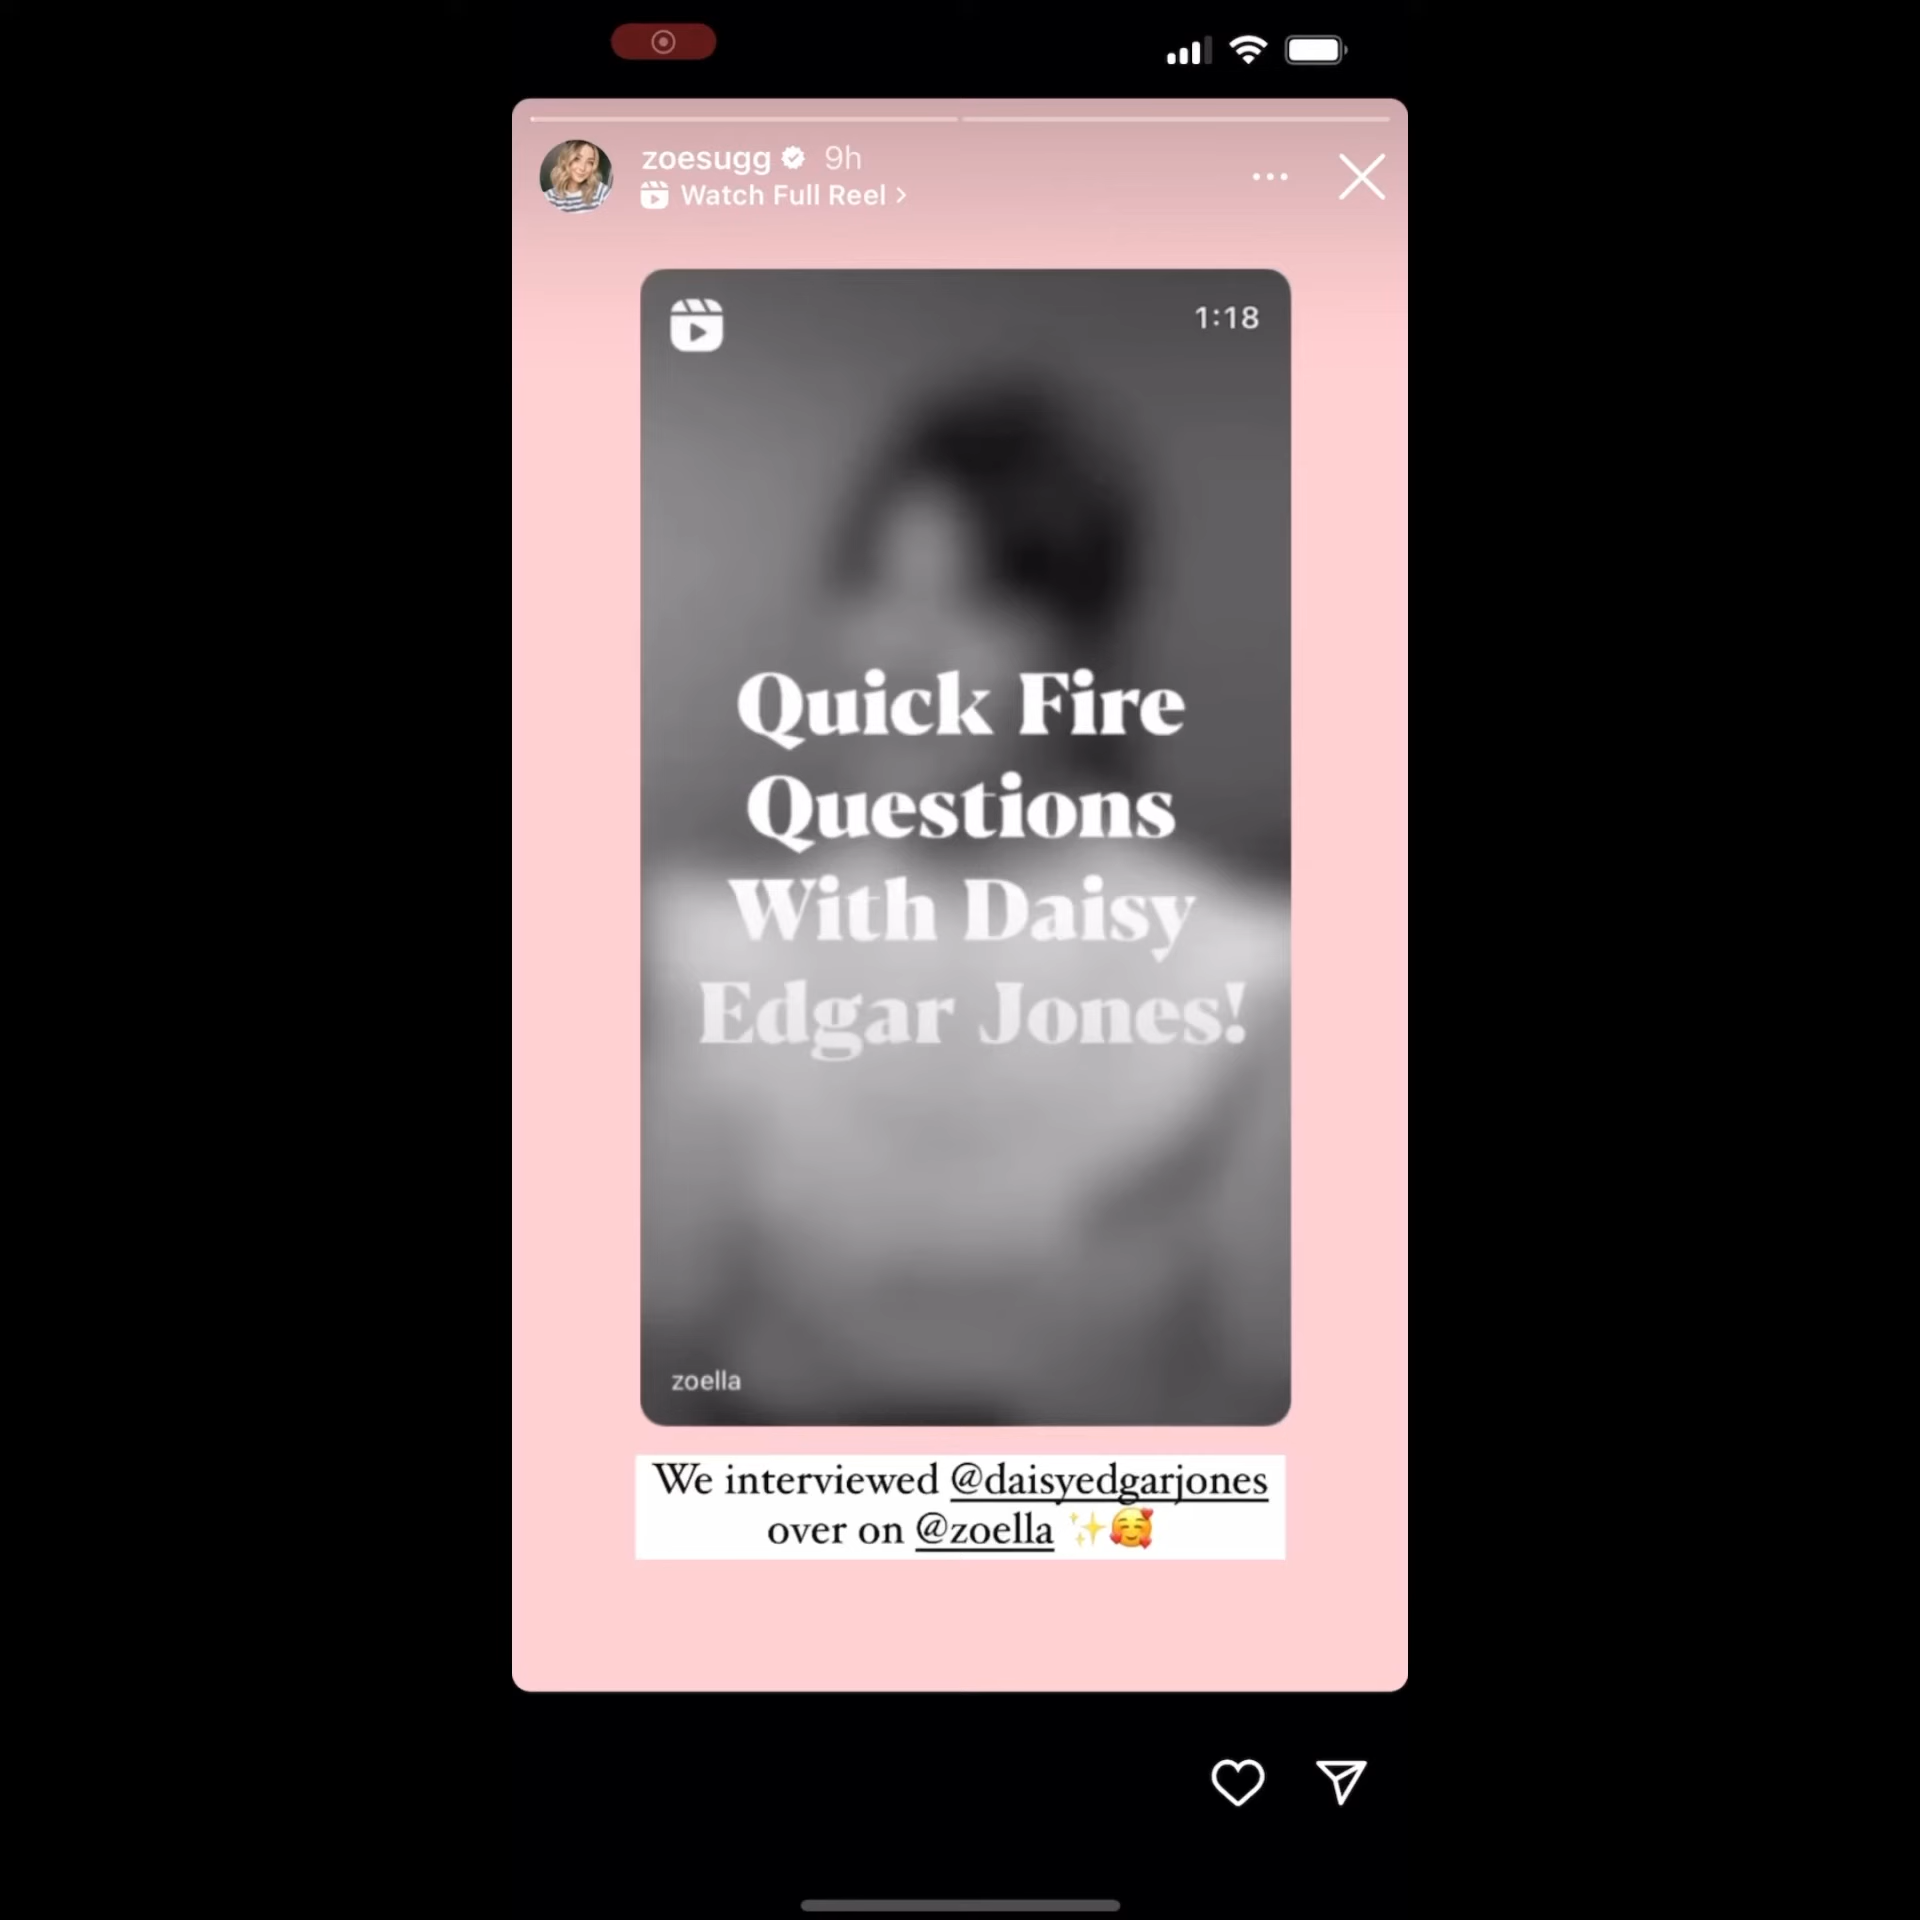 zoesugg 9h
Watch Full Reel
1:18
Quick Fire
Questions
With Daisy
Edgar Jones!
zoella
We interviewed @daisyedgarjones
over on @zoella ✨🥰